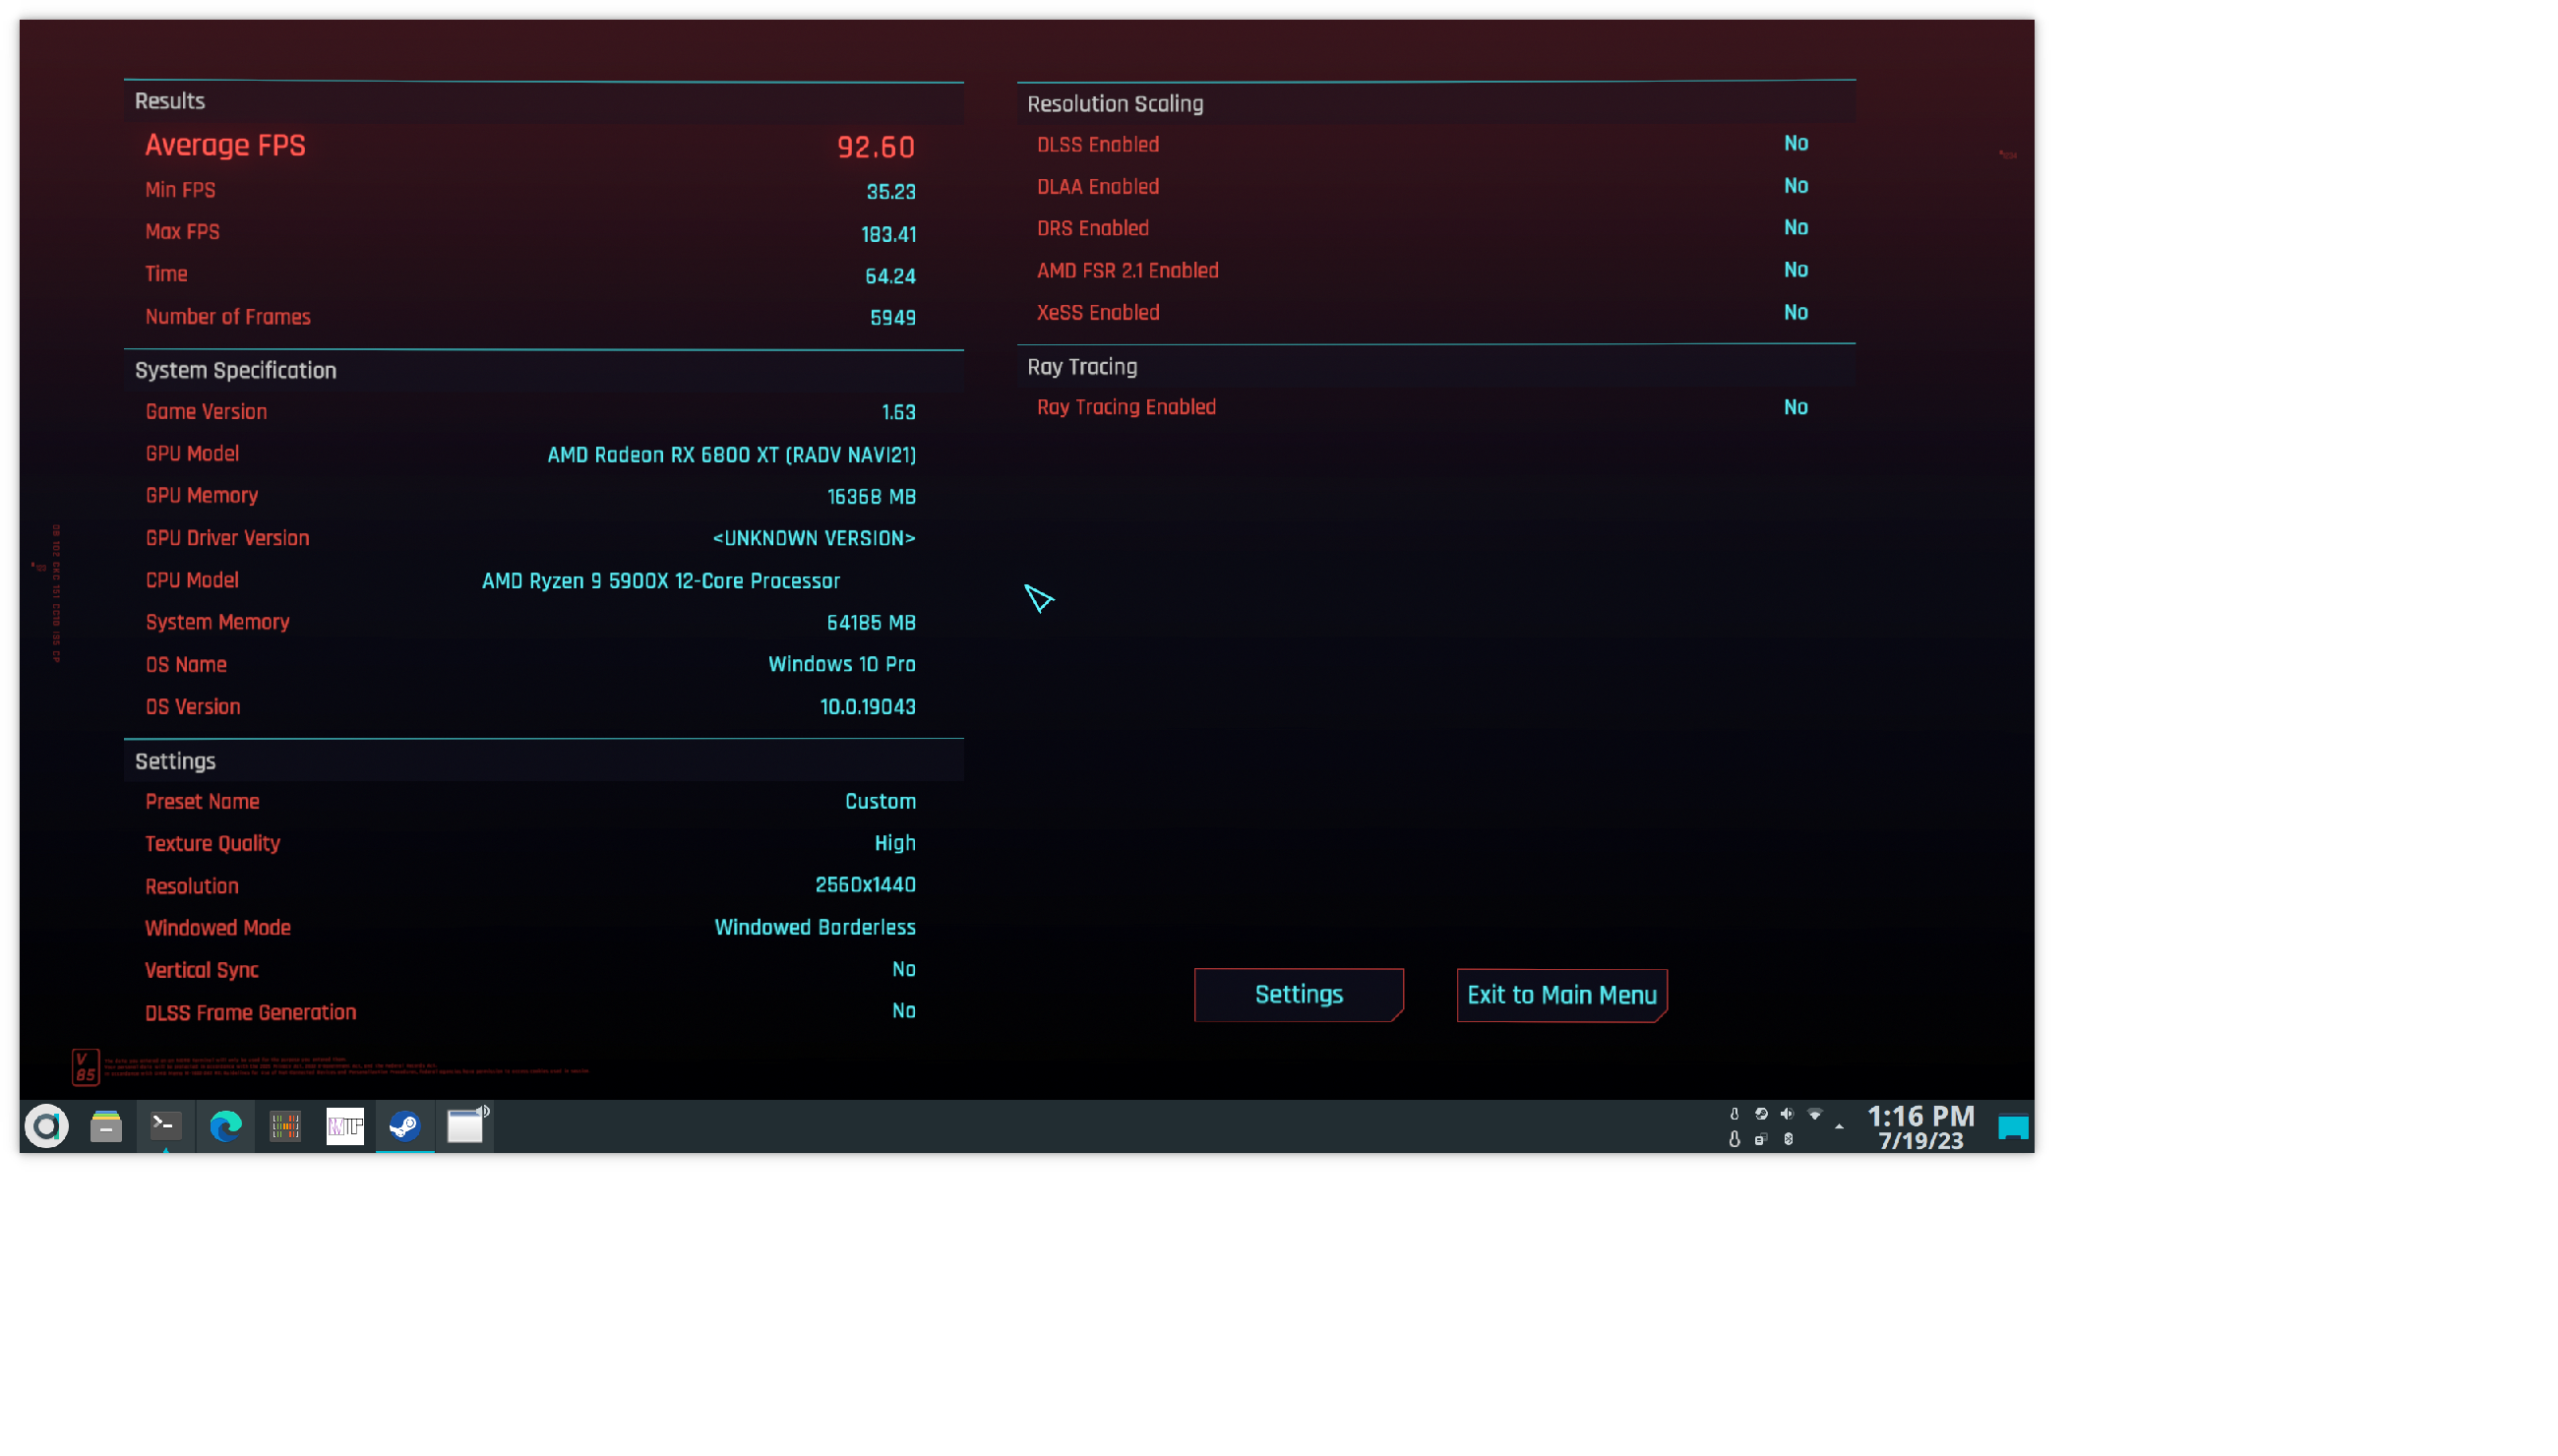 Results
Average FPS 92.60
Min FPS 35.23
Max FPS 183.41
Time 64.24
Number of Frames 5949
System Specification
Game Version 1.63
GPU Model AMD Radeon RX 6800 XT (RADV NAVI21)
GPU Memory 16368 MB
GPU Driver Version <UNKNOWN VERSION>
CPU Model AMD Ryzen 9 5900X 12-Core Processor
System Memory 64185 MB
OS Name Windows 10 Pro
OS Version 10.0.19043
Settings
Preset Name Custom
Texture Quality High
Resolution 2560x1440
Windowed Mode Windowed Borderless
Vertical Sync No
DLSS Frame Generation No
Resolution Scaling
DLSS Enabled No
DLAA Enabled No
DRS Enabled No
AMD FSR 2.1 Enabled No
XeSS Enabled No
Ray Tracing
Ray Tracing Enabled No
Settings
Exit to Main Menu
V
85
MTP
1:16 PM
7/19/23